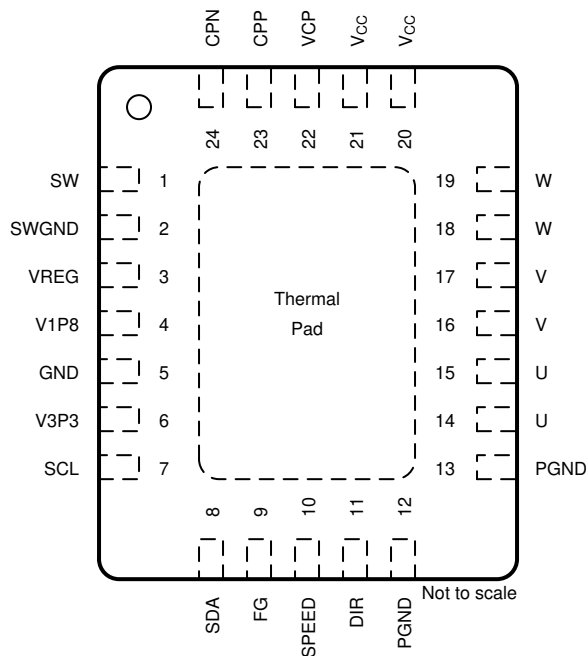 CPN CPP VCP VCC VCC
24 23 22 21 20
SW 1 19 W
SWGND 2 18 W
VREG 3 17 V
Thermal
V1P8 4 Pad 16 V
GND 5 15 U
V3P3 6 14 U
SCL 7 13 PGND
8 9 10 11 12
Not to scale
SDA FG SPEED DIR PGND